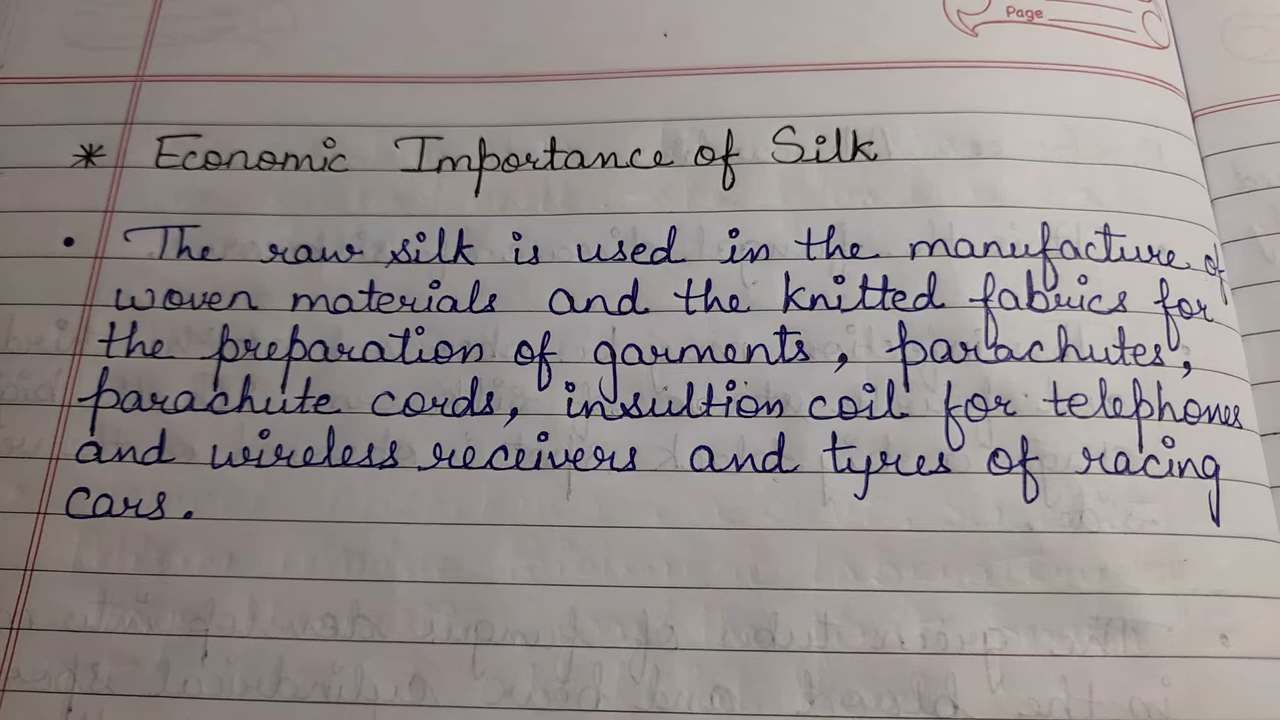 Page
* Economic Importance of Silk
• The raw silk is used in the manufacture of
woven materials and the knitted fabrics for
the preparation of garments, parachutes,
parachute cords, insultion coil for telephones
and wireless receivers and tyres of racing
cars.